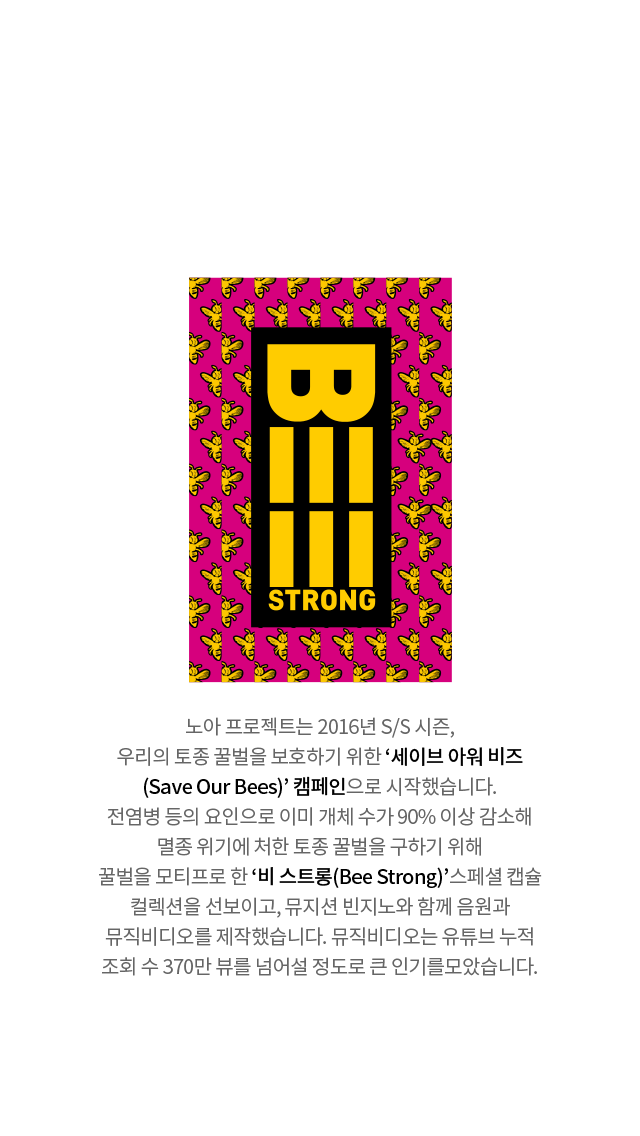 BEE
STRONG
노아 프로젝트는 2016년 S/S 시즌,
우리의 토종 꿀벌을 보호하기 위한 ‘세이브 아워 비즈
(Save Our Bees)’ 캠페인으로 시작했습니다.
전염병 등의 요인으로 이미 개체 수가 90% 이상 감소해
멸종 위기에 처한 토종 꿀벌을 구하기 위해
꿀벌을 모티프로 한 ‘비 스트롱(Bee Strong)’스페셜 캡슐
컬렉션을 선보이고, 뮤지션 빈지노와 함께 음원과
뮤직비디오를 제작했습니다. 뮤직비디오는 유튜브 누적
조회 수 370만 뷰를 넘어설 정도로 큰 인기를모았습니다.